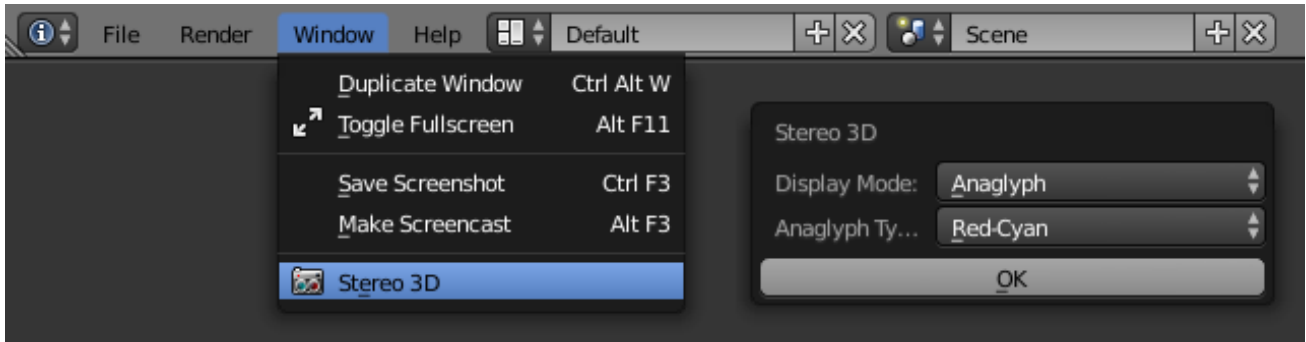 File Render Window Help Default Scene
Duplicate Window Ctrl Alt W
Toggle Fullscreen Alt F11
Save Screenshot Ctrl F3
Make Screencast Alt F3
Stereo 3D
Stereo 3D
Display Mode: Anaglyph
Anaglyph Ty... Red-Cyan
OK